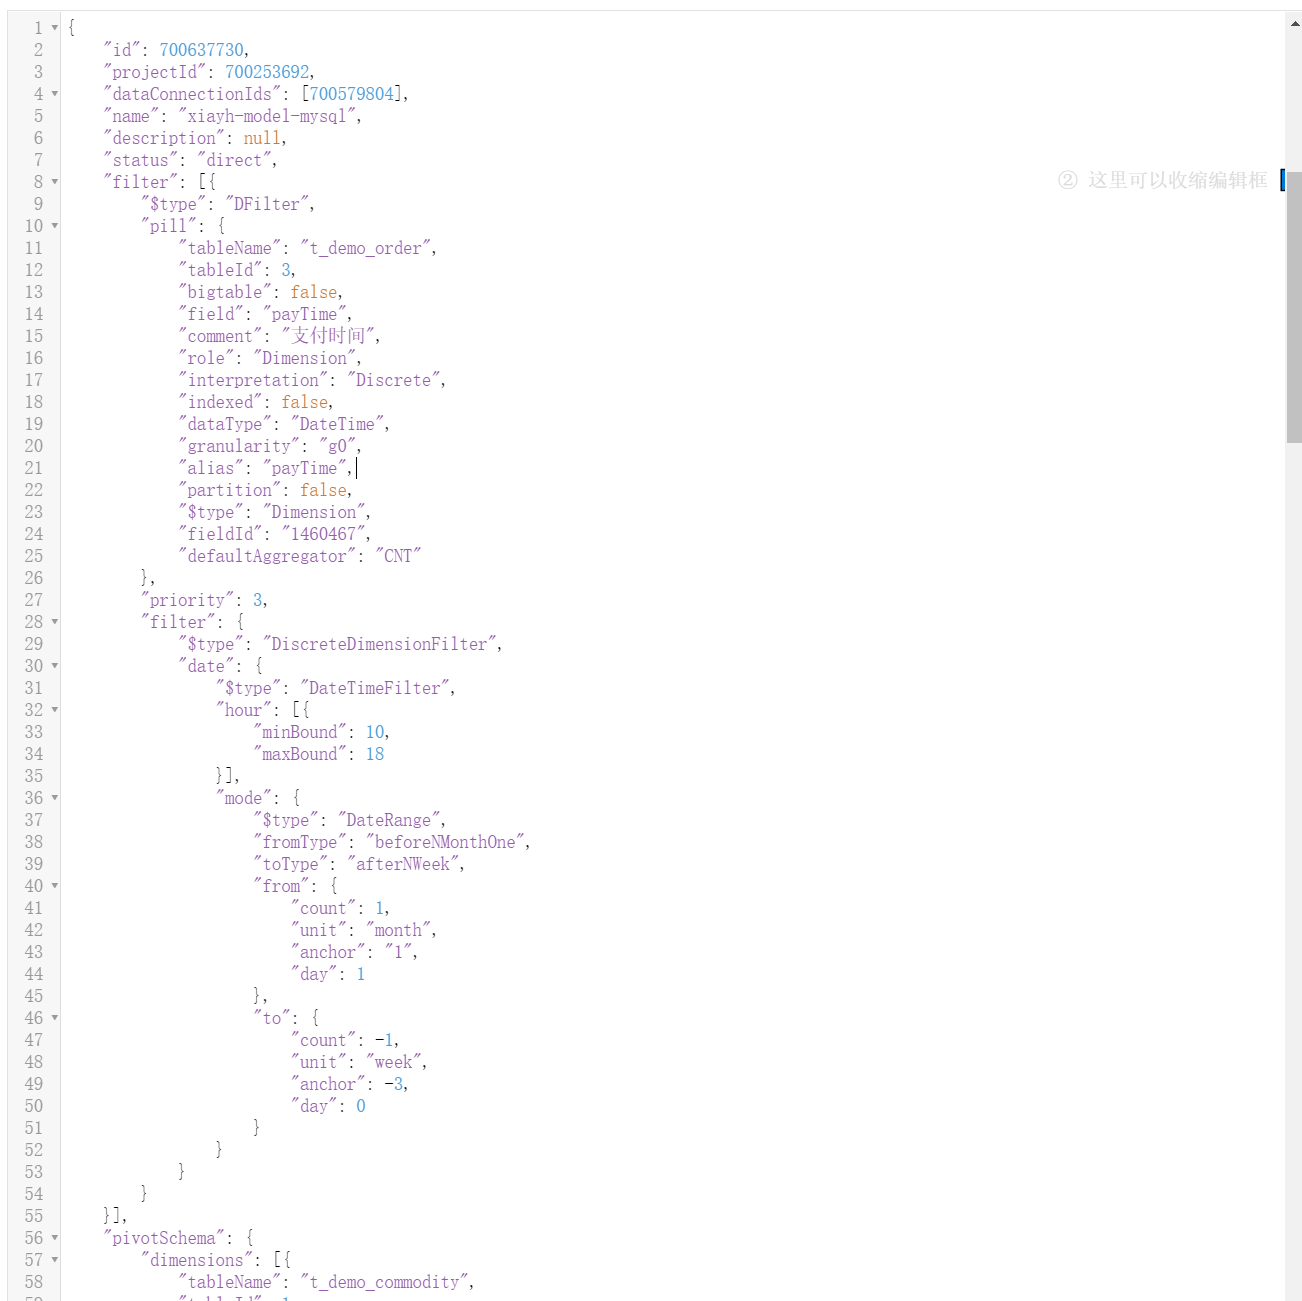 1 {
2 "id": 700637730,
3 "projectId": 700253692,
4 "dataConnectionIds": [700579804],
5 "name": "xiayh-model-mysql",
6 "description": null,
7 "status": "direct",
8 "filter": [{
② 这里可以收缩编辑框
9 "$type": "DFilter",
10 "pill": {
11 "tableName": "t_demo_order",
12 "tableId": 3,
13 "bigtable": false,
14 "field": "payTime",
15 "comment": "支付时间",
16 "role": "Dimension",
17 "interpretation": "Discrete",
18 "indexed": false,
19 "dataType": "DateTime",
20 "granularity": "g0",
21 "alias": "payTime",
22 "partition": false,
23 "$type": "Dimension",
24 "fieldId": "1460467",
25 "defaultAggregator": "CNT"
26 },
27 "priority": 3,
28 "filter": {
29 "$type": "DiscreteDimensionFilter",
30 "date": {
31 "$type": "DateTimeFilter",
32 "hour": [{
33 "minBound": 10,
34 "maxBound": 18
35 }],
36 "mode": {
37 "$type": "DateRange",
38 "fromType": "beforeNMonthOne",
39 "toType": "afterNWeek",
40 "from": {
41 "count": 1,
42 "unit": "month",
43 "anchor": "1",
44 "day": 1
45 },
46 "to": {
47 "count": -1,
48 "unit": "week",
49 "anchor": -3,
50 "day": 0
51 }
52 }
53 }
54 }
55 }],
56 "pivotSchema": {
57 "dimensions": [{
58 "tableName": "t_demo_commodity",